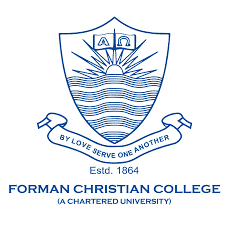 A Ω
BY LOVE SERVE ONE ANOTHER
Estd. 1864
FORMAN CHRISTIAN COLLEGE
(A CHARTERED UNIVERSITY)